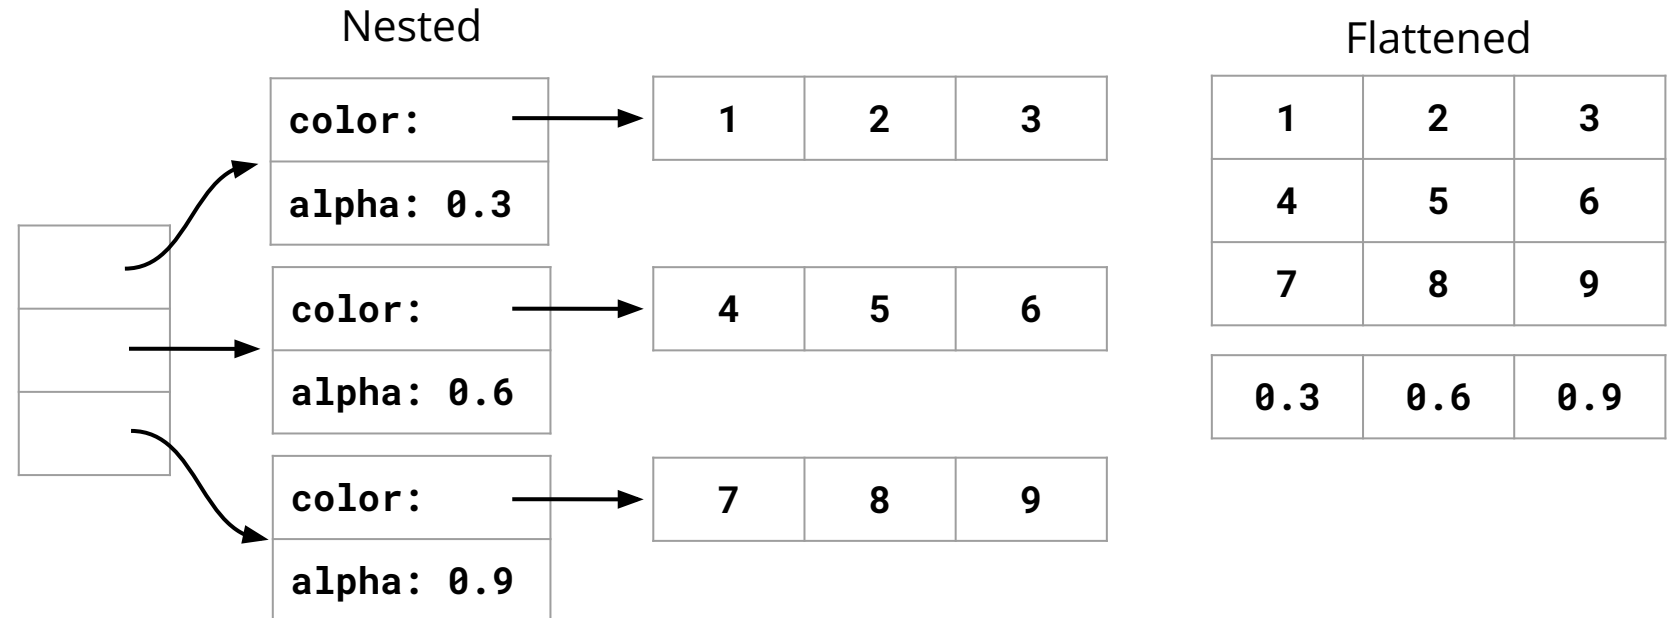 Nested
color:
alpha: 0.3
color:
alpha: 0.6
color:
alpha: 0.9
1 2 3
4 5 6
7 8 9
Flattened
1 2 3
4 5 6
7 8 9
0.3 0.6 0.9